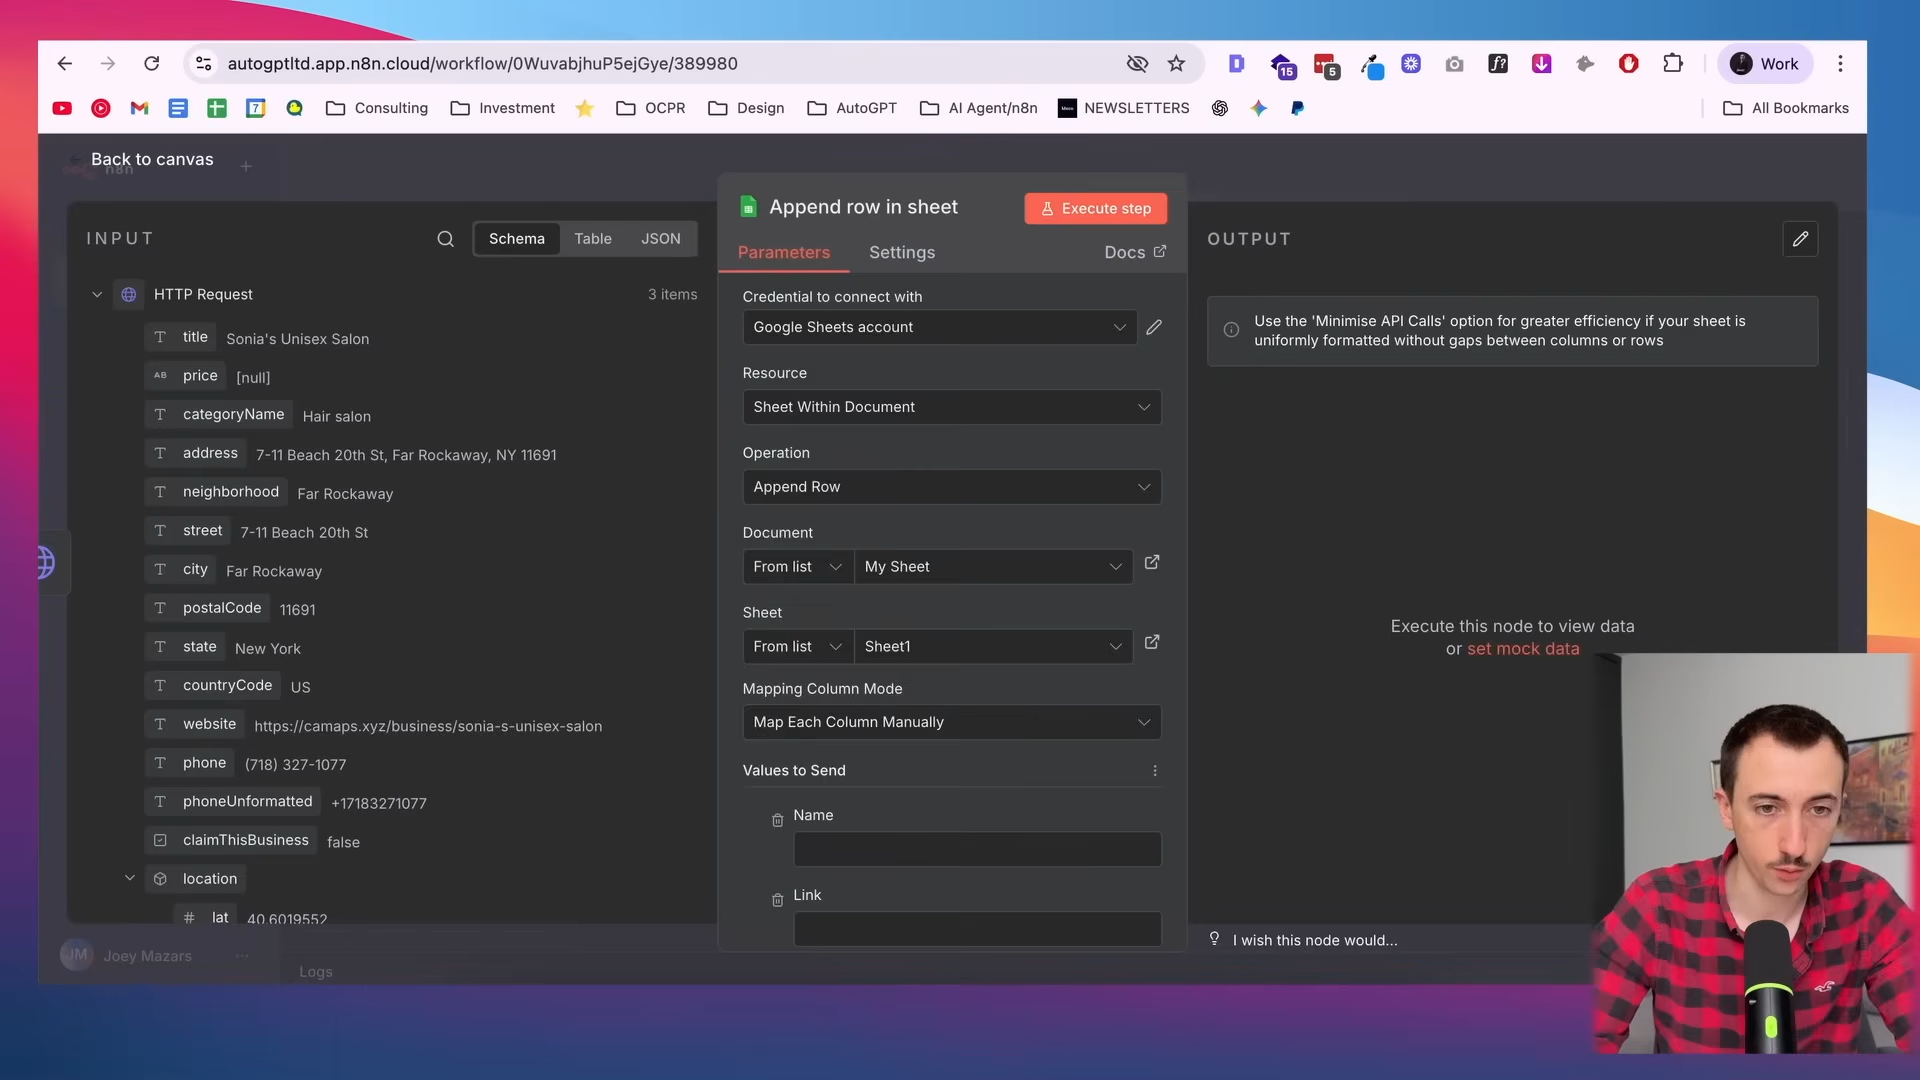 autogptltd.app.n8n.cloud/workflow/0WuvabjhuP5ejGye/389980
15
5
f?
Work
7
Consulting
Investment
OCPR
Design
AutoGPT
AI Agent/n8n
NEWSLETTERS
All Bookmarks
Back to canvas
n8n
INPUT
Schema
Table
JSON
HTTP Request
3 items
T title Sonia's Unisex Salon
AB price [null]
T categoryName Hair salon
T address 7-11 Beach 20th St, Far Rockaway, NY 11691
T neighborhood Far Rockaway
T street 7-11 Beach 20th St
T city Far Rockaway
T postalCode 11691
T state New York
T countryCode US
T website https://camaps.xyz/business/sonia-s-unisex-salon
T phone (718) 327-1077
T phoneUnformatted +17183271077
claimThisBusiness false
location
# lat 40.6019552
JM Joey Mazars
Logs
Append row in sheet
Execute step
Parameters
Settings
Docs
Credential to connect with
Google Sheets account
Resource
Sheet Within Document
Operation
Append Row
Document
From list
My Sheet
Sheet
From list
Sheet1
Mapping Column Mode
Map Each Column Manually
Values to Send
Name
Link
OUTPUT
Use the 'Minimise API Calls' option for greater efficiency if your sheet is
uniformly formatted without gaps between columns or rows
Execute this node to view data
or set mock data
I wish this node would...